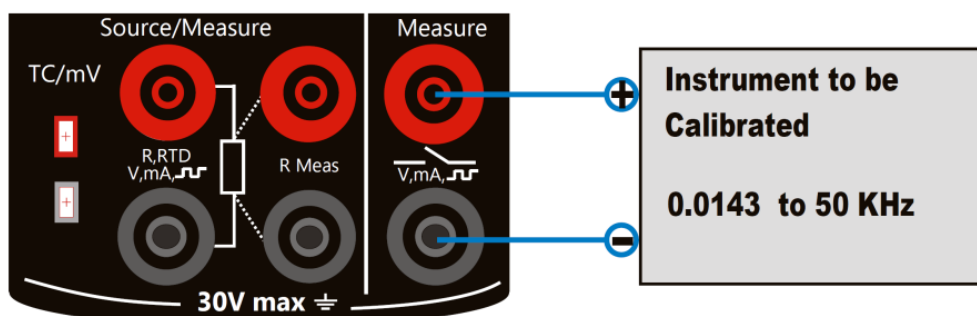 Source/Measure
Measure
TC/mV
+
+
R,RTD
V,mA,
R Meas
V,mA,
30V max
+
−
Instrument to be
Calibrated
0.0143 to 50 KHz